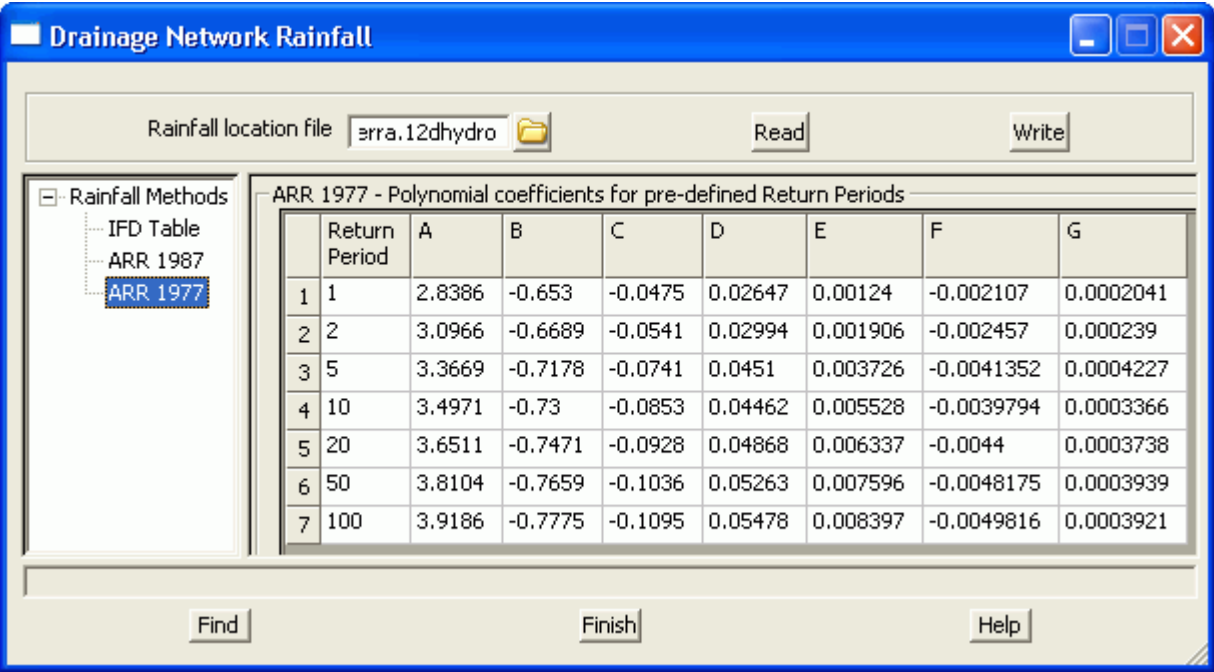 Drainage Network Rainfall
Rainfall location file erra.12dhydro Read Write
Rainfall Methods
IFD Table
ARR 1987
ARR 1977
ARR 1977 - Polynomial coefficients for pre-defined Return Periods
Return Period A B C D E F G
1 1 2.8386 -0.653 -0.0475 0.02647 0.00124 -0.002107 0.0002041
2 2 3.0966 -0.6689 -0.0541 0.02994 0.001906 -0.002457 0.000239
3 5 3.3669 -0.7178 -0.0741 0.0451 0.003726 -0.0041352 0.0004227
4 10 3.4971 -0.73 -0.0853 0.04462 0.005528 -0.0039794 0.0003366
5 20 3.6511 -0.7471 -0.0928 0.04868 0.006337 -0.0044 0.0003738
6 50 3.8104 -0.7659 -0.1036 0.05263 0.007596 -0.0048175 0.0003939
7 100 3.9186 -0.7775 -0.1095 0.05478 0.008397 -0.0049816 0.0003921
Find Finish Help